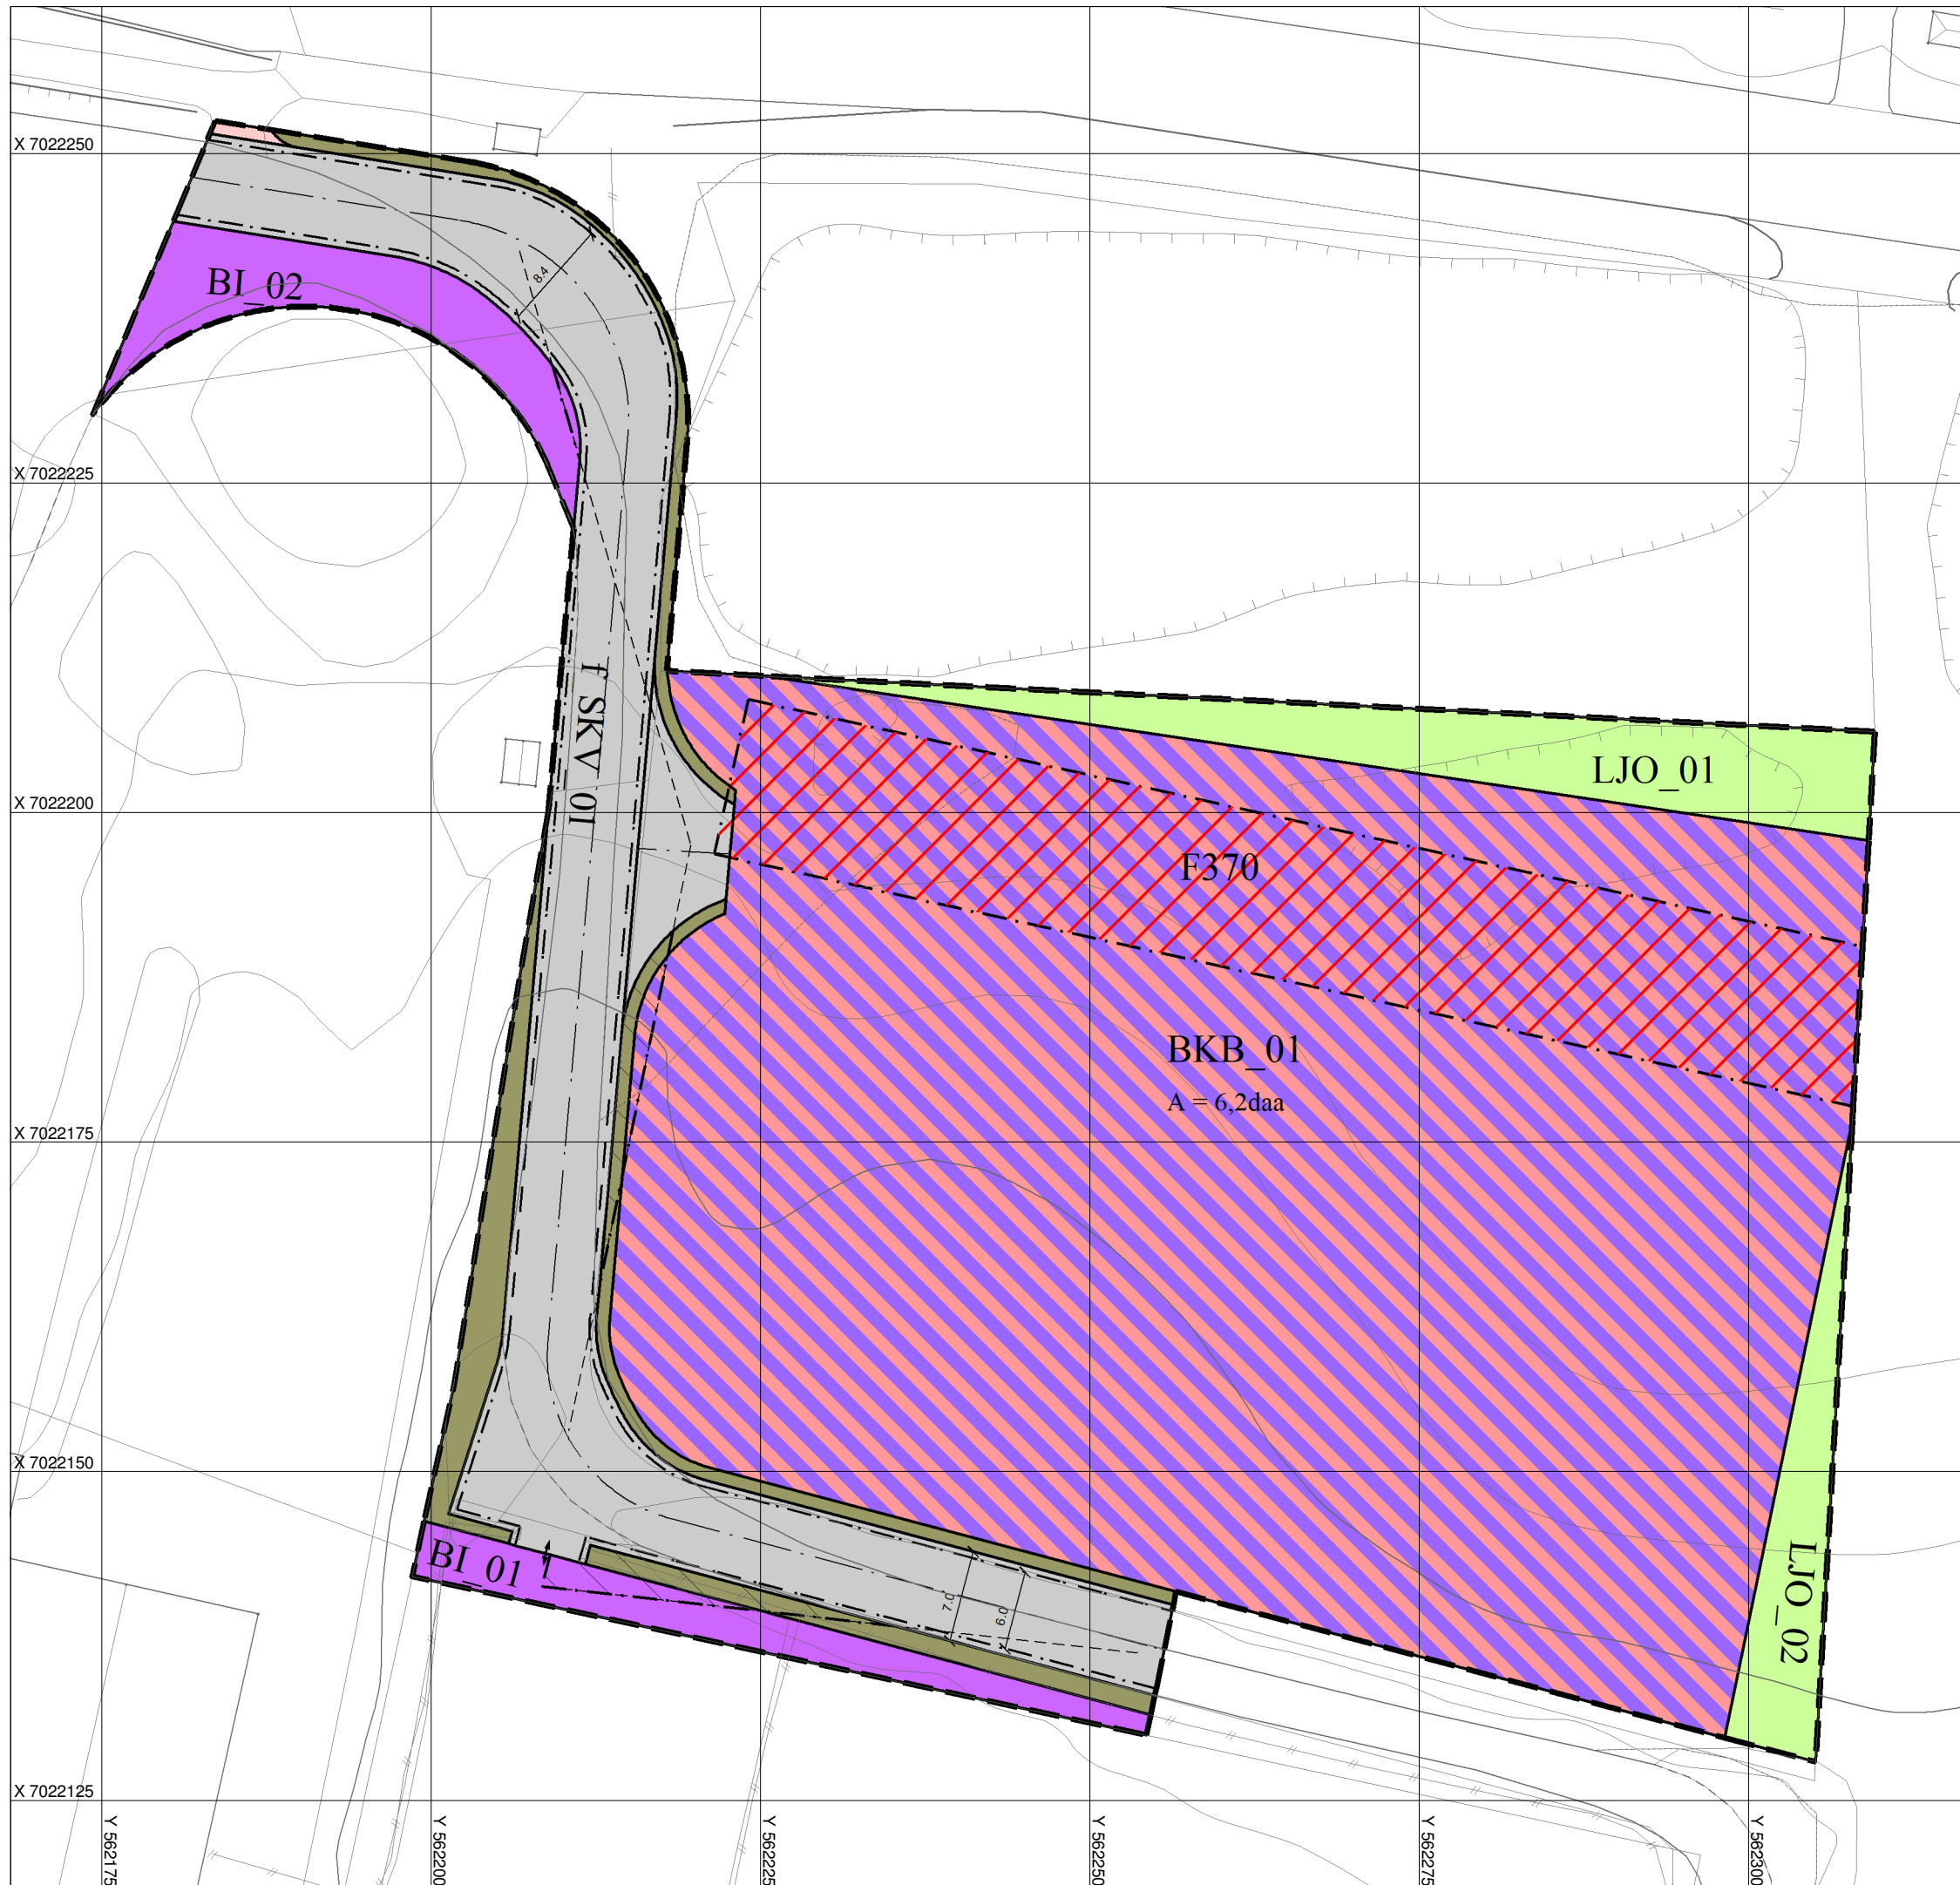 X 7022250
BI_02
8.4
X 7022225
f_SKV_01
LJO_01
X 7022200
F370
BKB_01
A = 6,2daa
X 7022175
X 7022150
BI_01
7.0
6.0
LJO_02
X 7022125
Y 562175
Y 562200
Y 562225
Y 562250
Y 562275
Y 562300